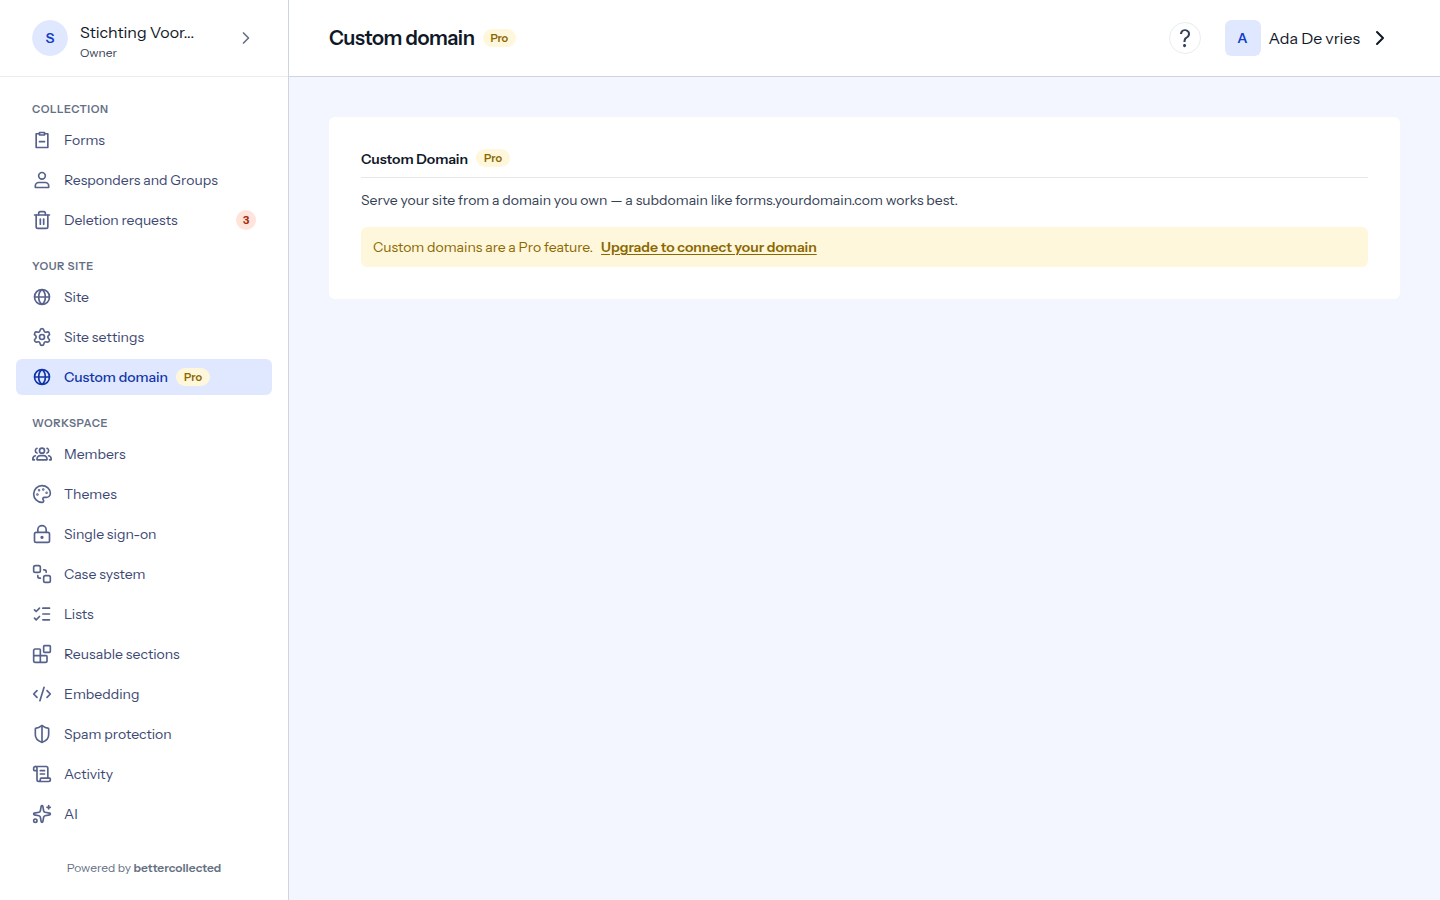 S
Stichting Voor...
Owner
Custom domain Pro
?
A
Ada De vries
COLLECTION
Forms
Responders and Groups
Deletion requests 3
YOUR SITE
Site
Site settings
Custom domain Pro
WORKSPACE
Members
Themes
Single sign-on
Case system
Lists
Reusable sections
Embedding
Spam protection
Activity
AI
Powered by bettercollected
Custom Domain Pro
Serve your site from a domain you own — a subdomain like forms.yourdomain.com works best.
Custom domains are a Pro feature. Upgrade to connect your domain